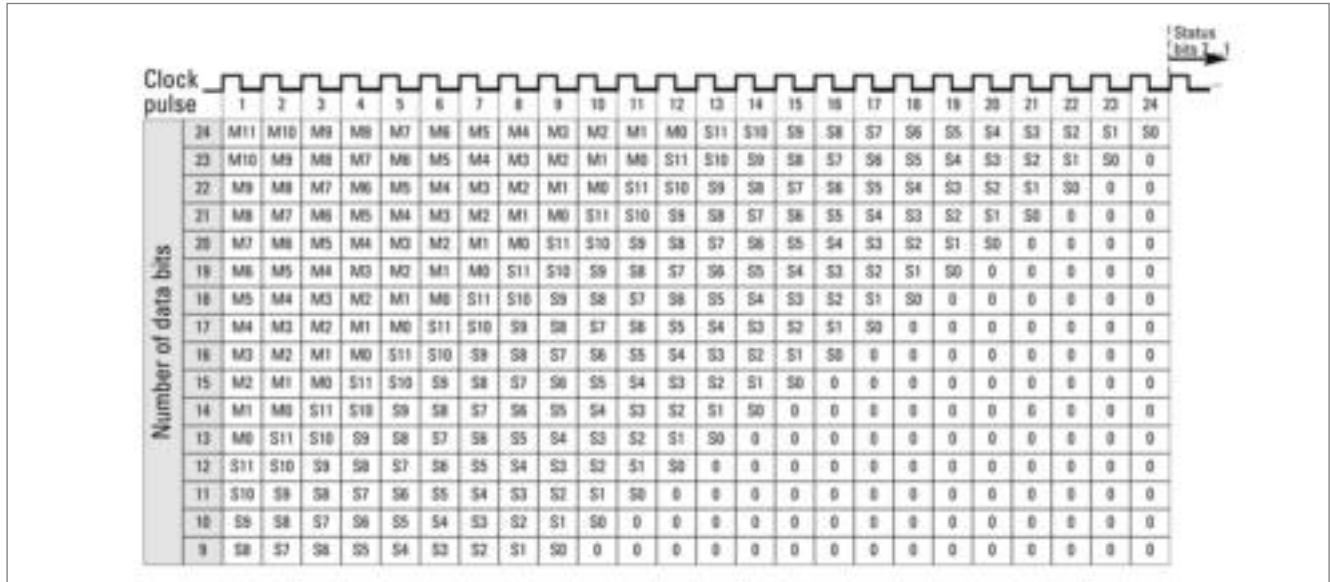 Status
bits 7...1
Clock
pulse 1 2 3 4 5 6 7 8 9 10 11 12 13 14 15 16 17 18 19 20 21 22 23 24
Number of data bits
24 M11 M10 M9 M8 M7 M6 M5 M4 M3 M2 M1 M0 S11 S10 S9 S8 S7 S6 S5 S4 S3 S2 S1 S0
23 M10 M9 M8 M7 M6 M5 M4 M3 M2 M1 M0 S11 S10 S9 S8 S7 S6 S5 S4 S3 S2 S1 S0 0
22 M9 M8 M7 M6 M5 M4 M3 M2 M1 M0 S11 S10 S9 S8 S7 S6 S5 S4 S3 S2 S1 S0 0 0
21 M8 M7 M6 M5 M4 M3 M2 M1 M0 S11 S10 S9 S8 S7 S6 S5 S4 S3 S2 S1 S0 0 0 0
20 M7 M6 M5 M4 M3 M2 M1 M0 S11 S10 S9 S8 S7 S6 S5 S4 S3 S2 S1 S0 0 0 0 0
19 M6 M5 M4 M3 M2 M1 M0 S11 S10 S9 S8 S7 S6 S5 S4 S3 S2 S1 S0 0 0 0 0 0
18 M5 M4 M3 M2 M1 M0 S11 S10 S9 S8 S7 S6 S5 S4 S3 S2 S1 S0 0 0 0 0 0 0
17 M4 M3 M2 M1 M0 S11 S10 S9 S8 S7 S6 S5 S4 S3 S2 S1 S0 0 0 0 0 0 0 0
16 M3 M2 M1 M0 S11 S10 S9 S8 S7 S6 S5 S4 S3 S2 S1 S0 0 0 0 0 0 0 0 0
15 M2 M1 M0 S11 S10 S9 S8 S7 S6 S5 S4 S3 S2 S1 S0 0 0 0 0 0 0 0 0 0
14 M1 M0 S11 S10 S9 S8 S7 S6 S5 S4 S3 S2 S1 S0 0 0 0 0 0 0 0 0 0 0
13 M0 S11 S10 S9 S8 S7 S6 S5 S4 S3 S2 S1 S0 0 0 0 0 0 0 0 0 0 0 0
12 S11 S10 S9 S8 S7 S6 S5 S4 S3 S2 S1 S0 0 0 0 0 0 0 0 0 0 0 0 0
11 S10 S9 S8 S7 S6 S5 S4 S3 S2 S1 S0 0 0 0 0 0 0 0 0 0 0 0 0 0
10 S9 S8 S7 S6 S5 S4 S3 S2 S1 S0 0 0 0 0 0 0 0 0 0 0 0 0 0 0
9 S8 S7 S6 S5 S4 S3 S2 S1 S0 0 0 0 0 0 0 0 0 0 0 0 0 0 0 0